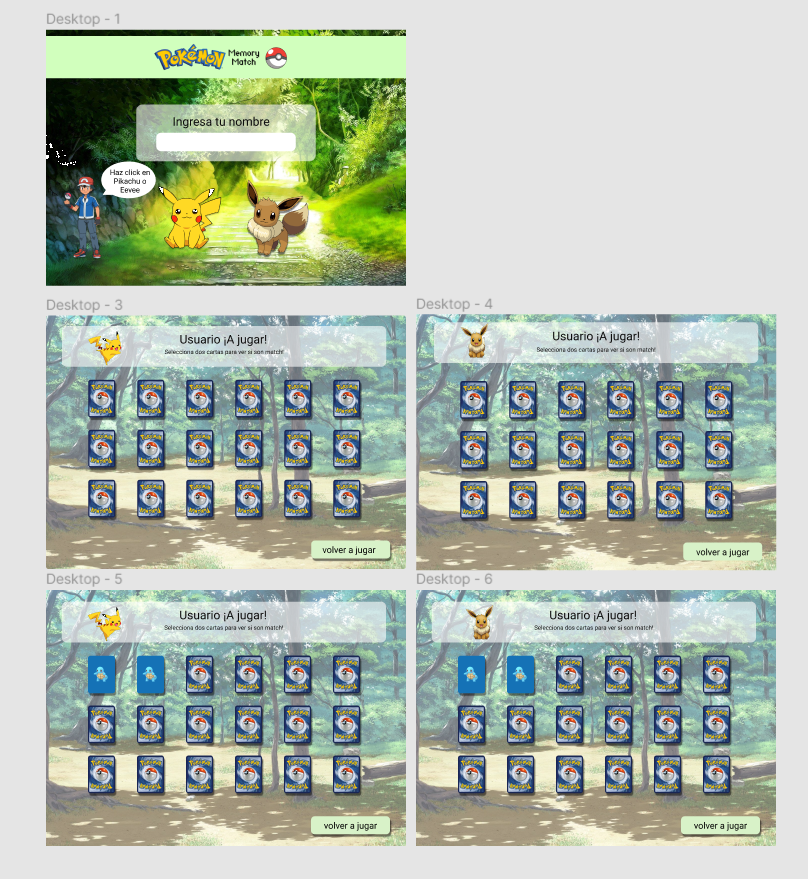 Desktop - 1
POKéMON
Memory
Match
Ingresa tu nombre
Haz click en
Pikachu o
Eevee
Desktop - 3
Usuario ¡A jugar!
Selecciona dos cartas para ver si son match!
volver a jugar
Desktop - 4
Usuario ¡A jugar!
Selecciona dos cartas para ver si son match!
volver a jugar
Desktop - 5
Usuario ¡A jugar!
Selecciona dos cartas para ver si son match!
volver a jugar
Desktop - 6
Usuario ¡A jugar!
Selecciona dos cartas para ver si son match!
volver a jugar